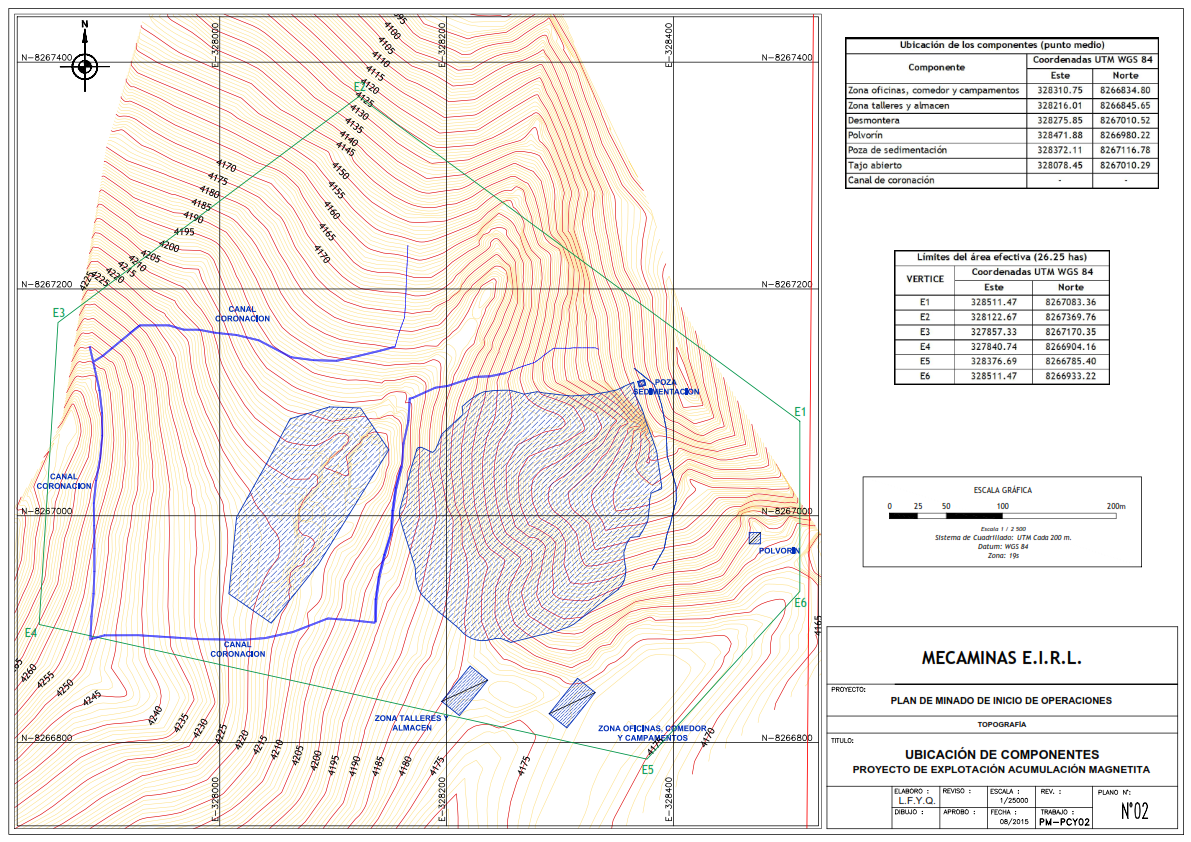 N
N-8267400
E-328000
E-328200
E-328400
N-8267400
4095
4100
4105
4110
4115
4120
4125
4130
4135
4140
4145
4150
4155
4160
4165
4170
E2
4170
4175
4180
4185
4190
4195
4200
4205
4210
4215
4220
4225
4225
N-8267200
N-8267200
E3
CANAL
CORONACION
POZA
SEDIMENTACION
E1
CANAL
CORONACION
N-8267000
N-8267000
POLVORIN
E6
4165
E4
CANAL
CORONACION
4260
4255
4250
4245
4240
4235
4230
4225
4220
4215
4210
4205
4200
4195
4190
4185
4180
4175
4175
4175
4170
ZONA TALLERES Y
ALMACEN
ZONA OFICINAS, COMEDOR
Y CAMPAMENTOS
N-8266800
N-8266800
E5
E-328000
E-328200
E-328400
Ubicación de los componentes (punto medio)
Componente Coordenadas UTM WGS 84
Este Norte
Zona oficinas, comedor y campamentos 328310.75 8266834.80
Zona talleres y almacen 328216.01 8266845.65
Desmontera 328275.85 8267010.52
Polvorín 328471.88 8266980.22
Poza de sedimentación 328372.11 8267116.78
Tajo abierto 328078.45 8267010.29
Canal de coronación - -
Límites del área efectiva (26.25 has)
VERTICE Coordenadas UTM WGS 84
Este Norte
E1 328511.47 8267083.36
E2 328122.67 8267369.76
E3 327857.33 8267170.35
E4 327840.74 8266904.16
E5 328376.69 8266785.40
E6 328511.47 8266933.22
ESCALA GRÁFICA
0 25 50 100 200m
Escala 1 / 2 500
Sistema de Cuadrillado: UTM Cada 200 m.
Datum: WGS 84
Zona: 19s
MECAMINAS E.I.R.L.
PROYECTO:
PLAN DE MINADO DE INICIO DE OPERACIONES
TOPOGRAFÍA
TITULO:
UBICACIÓN DE COMPONENTES
PROYECTO DE EXPLOTACIÓN ACUMULACIÓN MAGNETITA
ELABORO : REVISO : ESCALA : REV. : PLANO N°:
L.F.Y.Q. 1/25000
DIBUJO : APROBO : FECHA : TRABAJO : N°02
08/2015 PM-PCY02